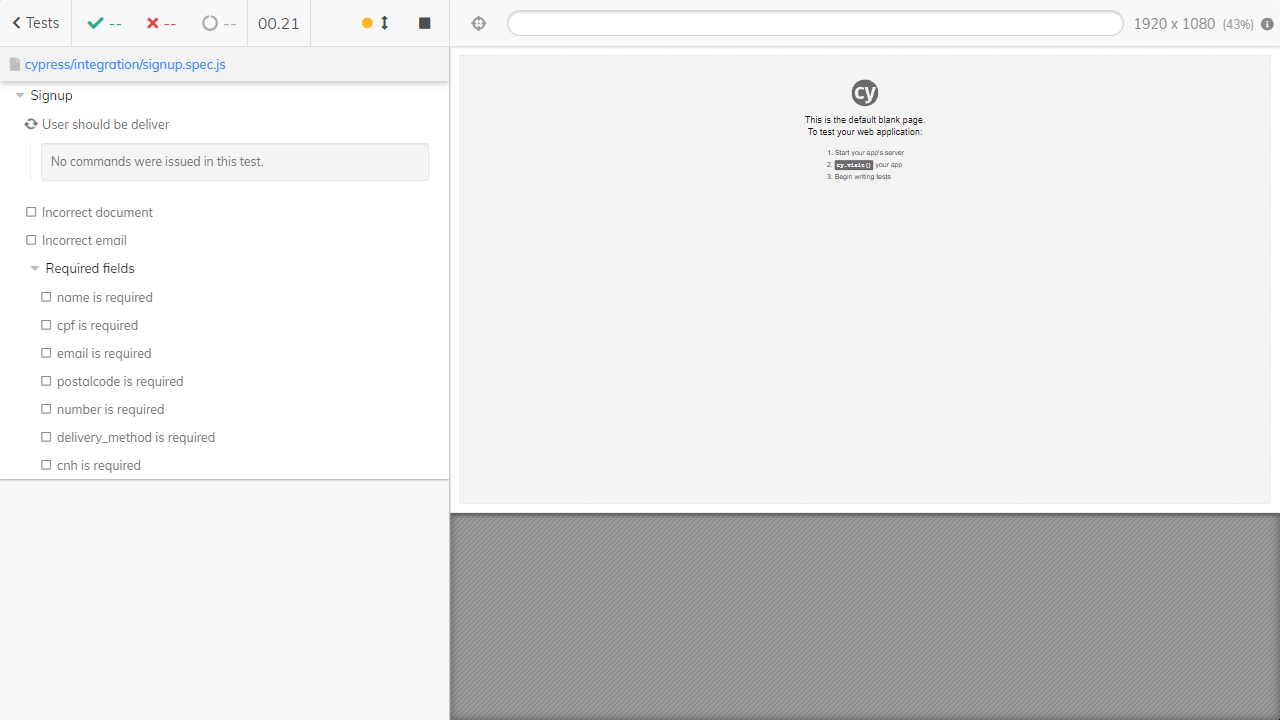 Tests
--
--
--
00.21
1920 x 1080 (43%)
cypress/integration/signup.spec.js
Signup
User should be deliver
No commands were issued in this test.
Incorrect document
Incorrect email
Required fields
name is required
cpf is required
email is required
postalcode is required
number is required
delivery_method is required
cnh is required
cy
This is the default blank page.
To test your web application:
1. Start your app's server
2. cy.visit() your app
3. Begin writing tests